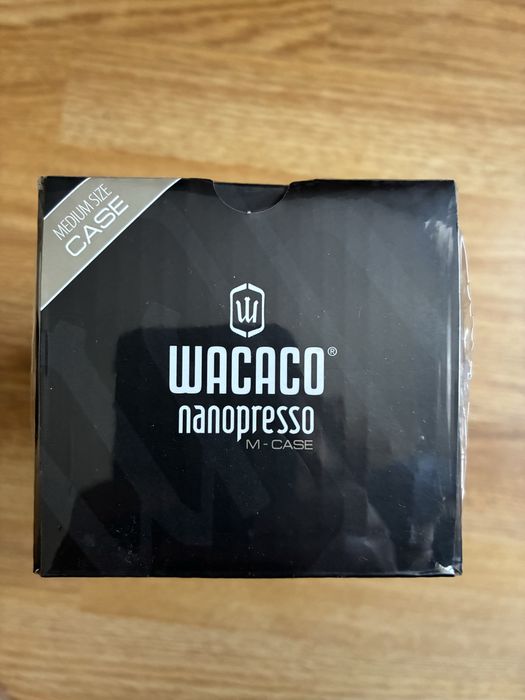 MEDIUM SIZE
CASE
WACACO®
nanopresso
M - CASE